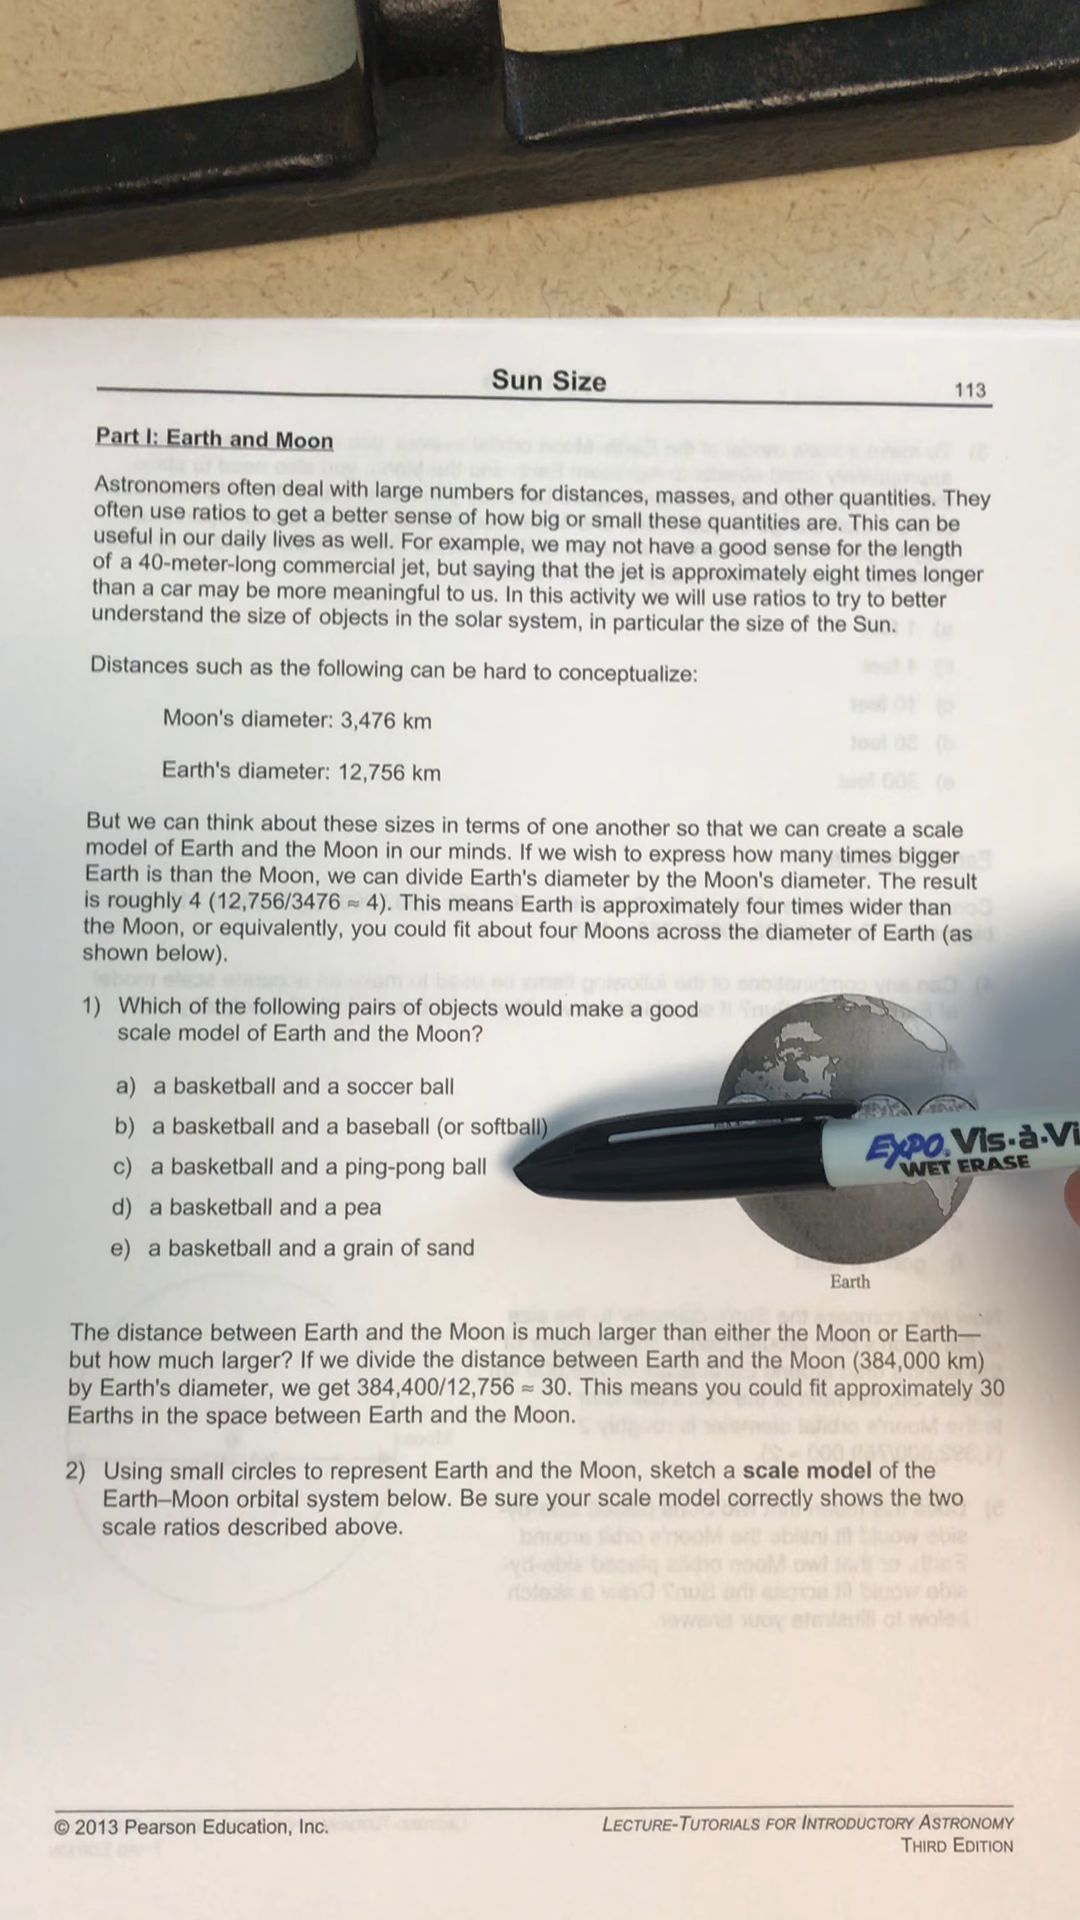 Sun Size
113
Part I: Earth and Moon
Astronomers often deal with large numbers for distances, masses, and other quantities. They
often use ratios to get a better sense of how big or small these quantities are. This can be
useful in our daily lives as well. For example, we may not have a good sense for the length
of a 40-meter-long commercial jet, but saying that the jet is approximately eight times longer
than a car may be more meaningful to us. In this activity we will use ratios to try to better
understand the size of objects in the solar system, in particular the size of the Sun.
Distances such as the following can be hard to conceptualize:
Moon's diameter: 3,476 km
Earth's diameter: 12,756 km
But we can think about these sizes in terms of one another so that we can create a scale
model of Earth and the Moon in our minds. If we wish to express how many times bigger
Earth is than the Moon, we can divide Earth's diameter by the Moon's diameter. The result
is roughly 4 (12,756/3476 ≈ 4). This means Earth is approximately four times wider than
the Moon, or equivalently, you could fit about four Moons across the diameter of Earth (as
shown below).
1) Which of the following pairs of objects would make a good
scale model of Earth and the Moon?
a) a basketball and a soccer ball
b) a basketball and a baseball (or softball)
c) a basketball and a ping-pong ball
d) a basketball and a pea
e) a basketball and a grain of sand
EXPO. Vis·à·Vi
WET ERASE
Earth
The distance between Earth and the Moon is much larger than either the Moon or Earth—
but how much larger? If we divide the distance between Earth and the Moon (384,000 km)
by Earth's diameter, we get 384,400/12,756 ≈ 30. This means you could fit approximately 30
Earths in the space between Earth and the Moon.
2) Using small circles to represent Earth and the Moon, sketch a scale model of the
Earth–Moon orbital system below. Be sure your scale model correctly shows the two
scale ratios described above.
© 2013 Pearson Education, Inc.
LECTURE-TUTORIALS FOR INTRODUCTORY ASTRONOMY
THIRD EDITION